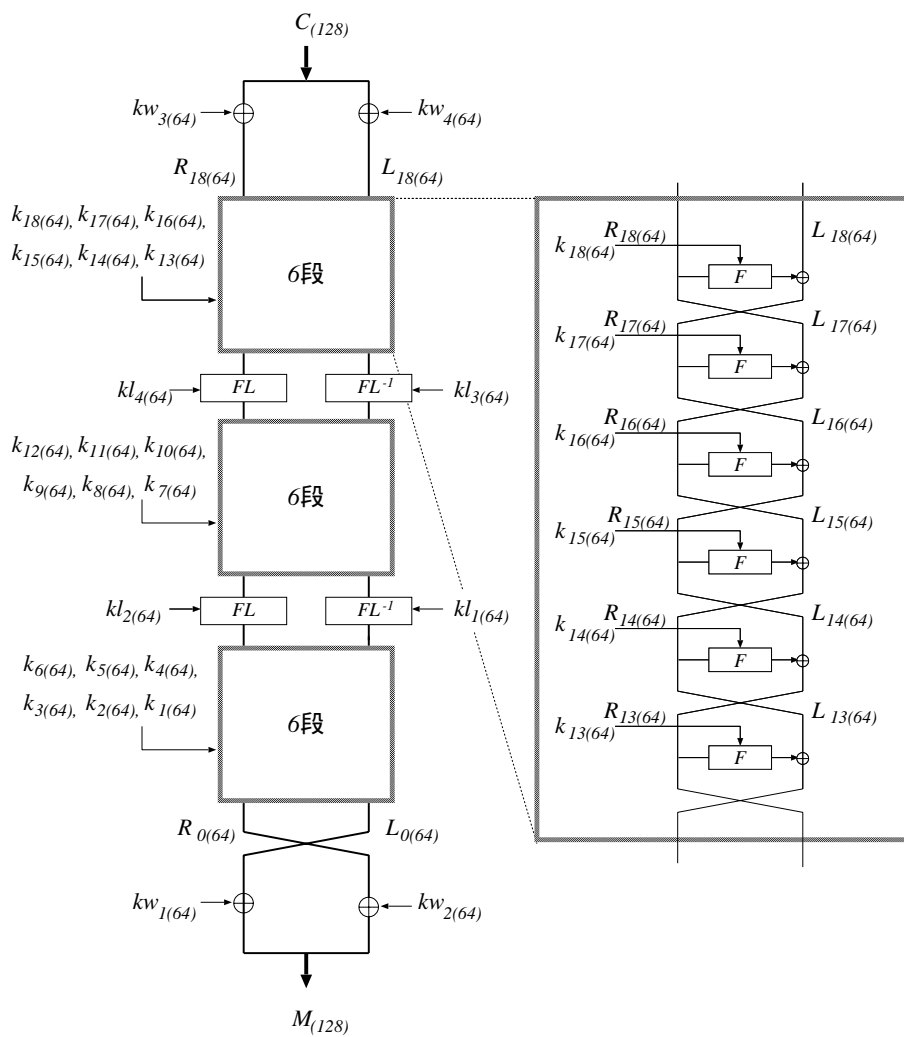 C(128)
kw3(64)
kw4(64)
R18(64)
L18(64)
k18(64), k17(64), k16(64),
k15(64), k14(64), k13(64)
6段
kl4(64)
FL
FL-1
kl3(64)
k12(64), k11(64), k10(64),
k9(64), k8(64), k7(64)
6段
kl2(64)
FL
FL-1
kl1(64)
k6(64), k5(64), k4(64),
k3(64), k2(64), k1(64)
6段
R0(64)
L0(64)
kw1(64)
kw2(64)
M(128)
R18(64)
L18(64)
k18(64)
F
R17(64)
L17(64)
k17(64)
F
R16(64)
L16(64)
k16(64)
F
R15(64)
L15(64)
k15(64)
F
R14(64)
L14(64)
k14(64)
F
R13(64)
L13(64)
k13(64)
F